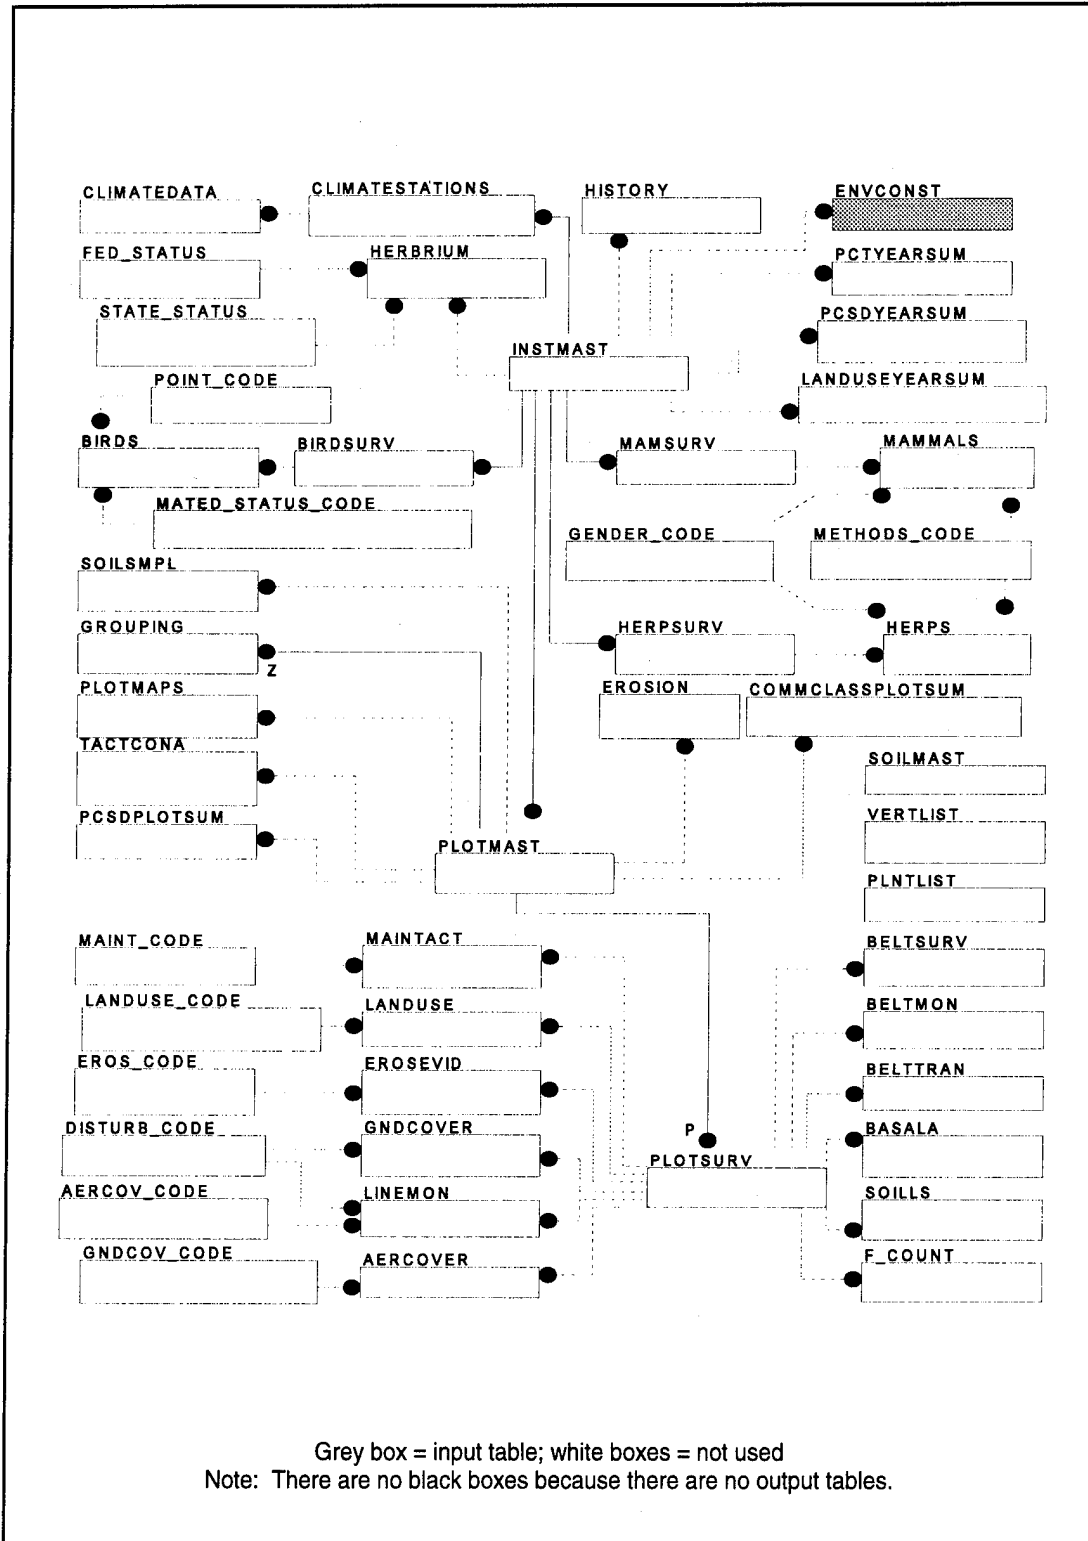 CLIMATEDATA
CLIMATESTATIONS
HISTORY
ENVCONST
FED_STATUS
HERBRIUM
PCTYEARSUM
STATE_STATUS
PCSDYEARSUM
INSTMAST
POINT_CODE
LANDUSEYEARSUM
BIRDS
BIRDSURV
MAMSURV
MAMMALS
MATED_STATUS_CODE
GENDER_CODE
METHODS_CODE
SOILSMPL
GROUPING
HERPSURV
HERPS
Z
PLOTMAPS
EROSION
COMMCLASSPLOTSUM
TACTCONA
SOILMAST
PCSDPLOTSUM
VERTLIST
PLOTMAST
PLNTLIST
MAINT_CODE
MAINTACT
BELTSURV
LANDUSE_CODE
LANDUSE
BELTMON
EROS_CODE
EROSEVID
BELTTRAN
DISTURB_CODE
GNDCOVER
P
BASALA
PLOTSURV
AERCOV_CODE
LINEMON
SOILLS
GNDCOV_CODE
AERCOVER
F_COUNT
Grey box = input table; white boxes = not used
Note: There are no black boxes because there are no output tables.